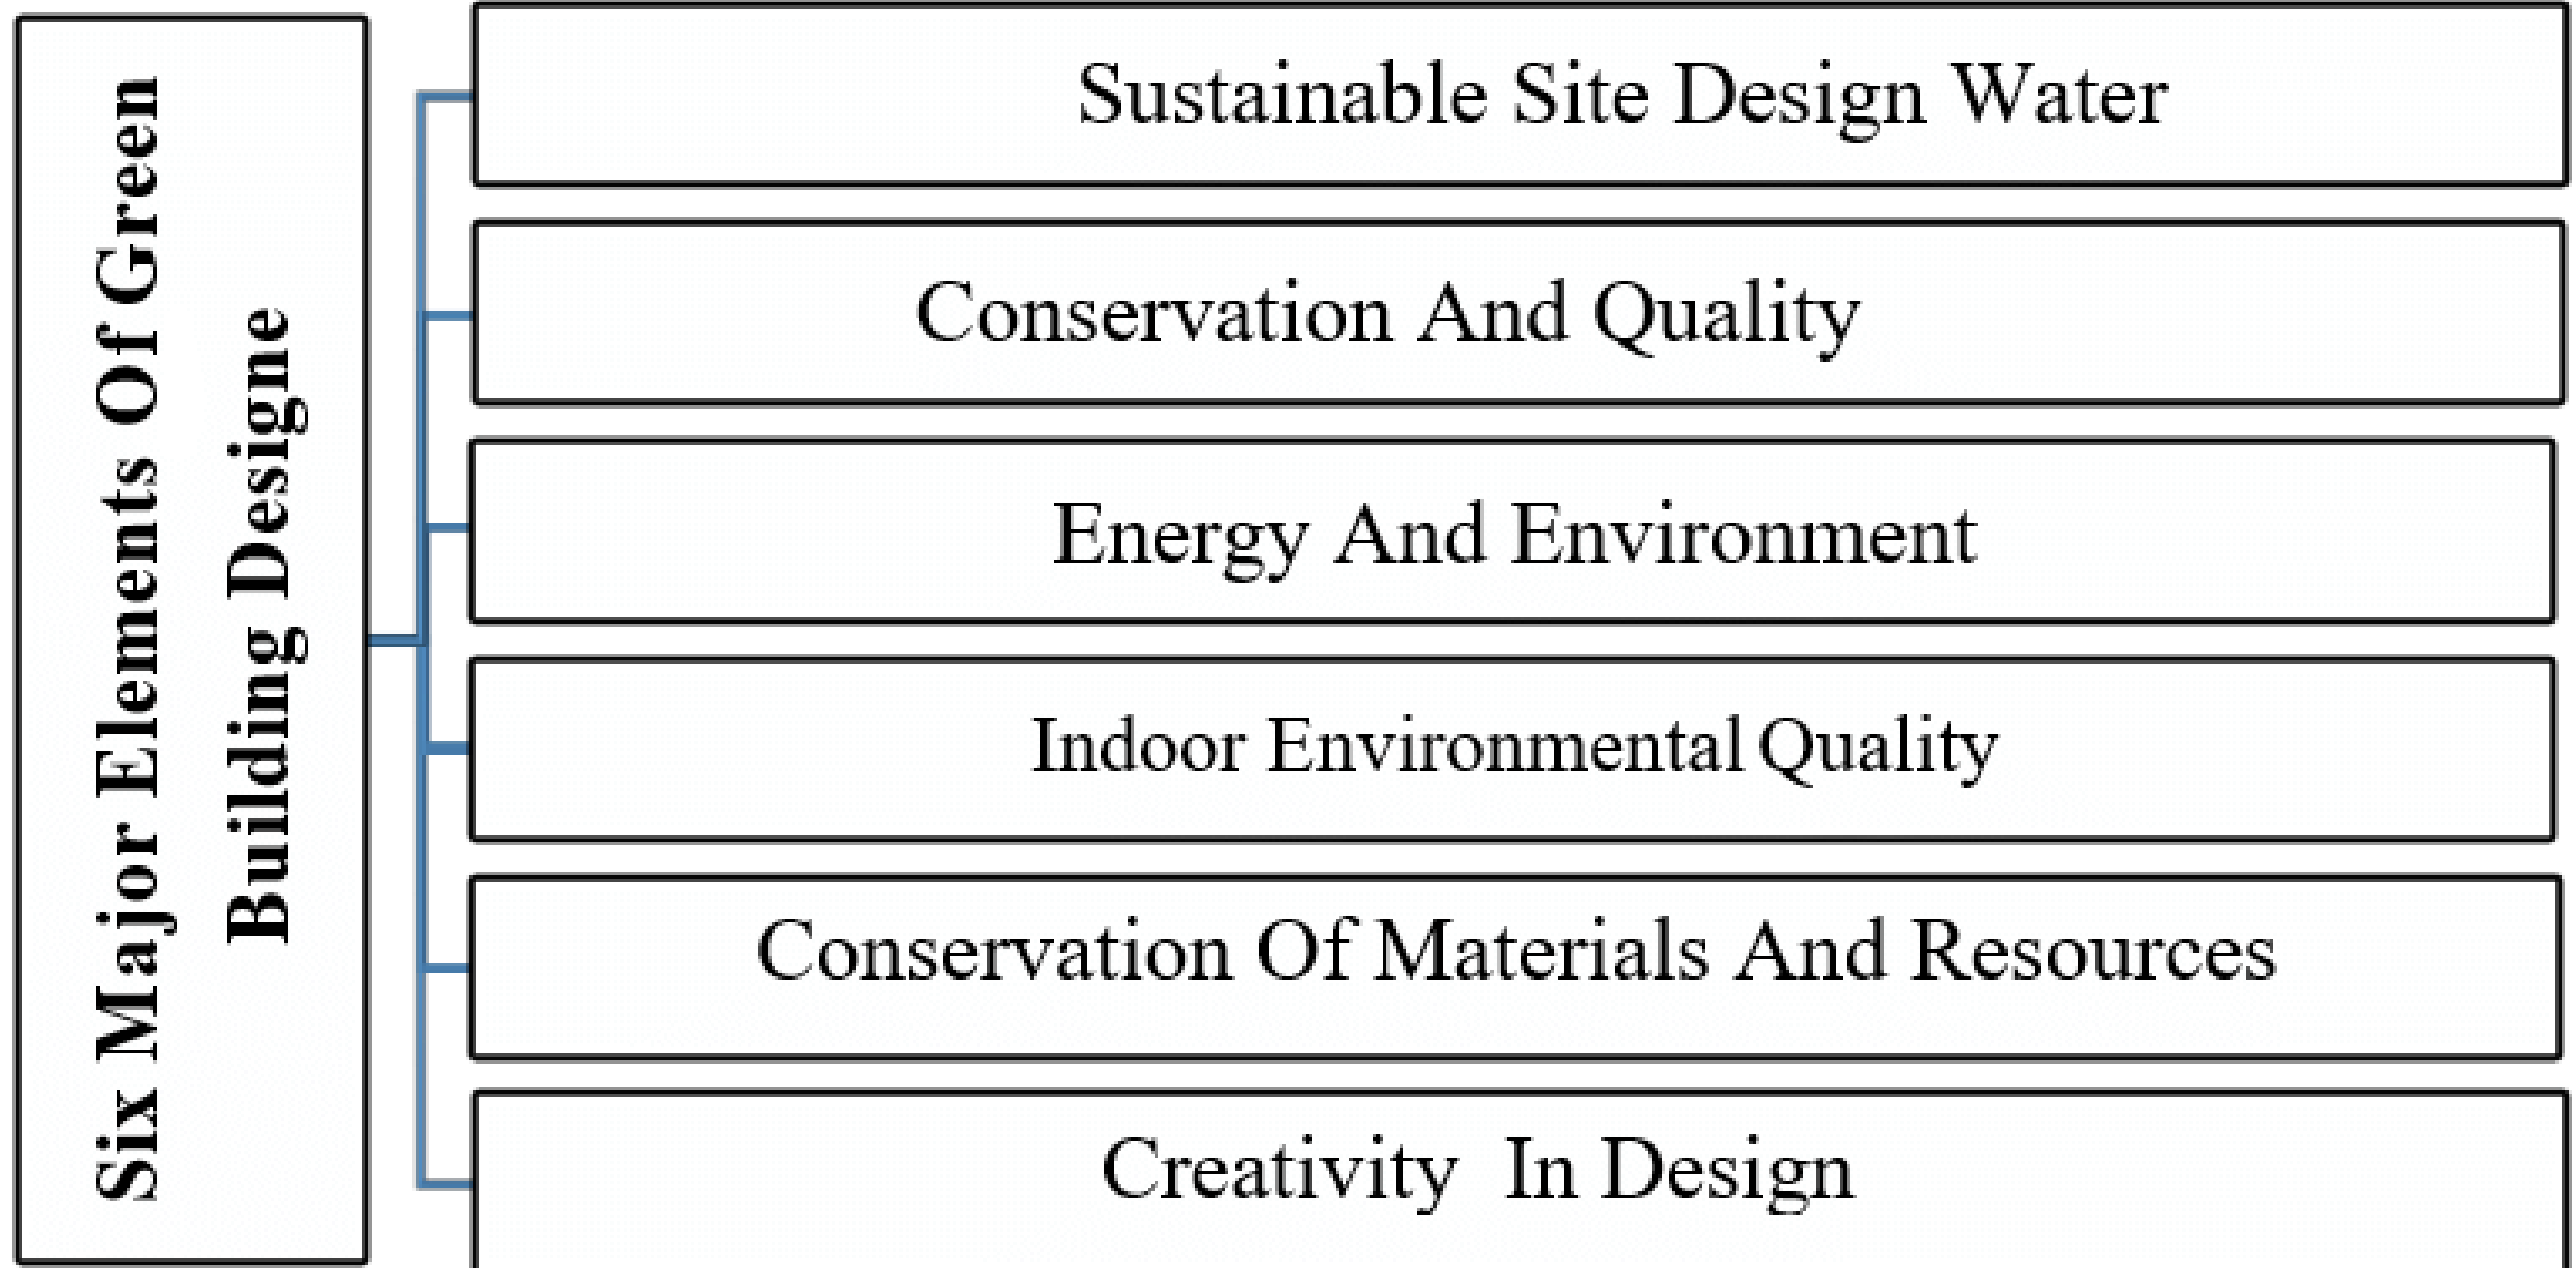 Six Major Elements Of Green
Building Designe
Sustainable Site Design Water
Conservation And Quality
Energy And Environment
Indoor Environmental Quality
Conservation Of Materials And Resources
Creativity In Design